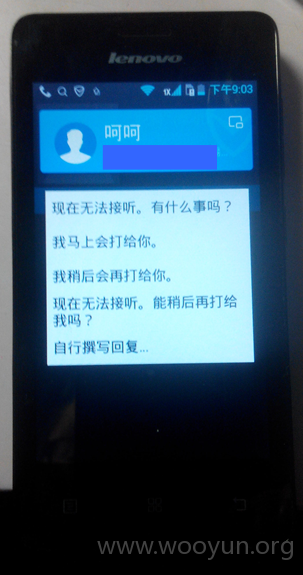 lenovo
1X 下午9:03
呵呵
现在无法接听。有什么事吗？
我马上会打给你。
我稍后会再打给你。
现在无法接听。能稍后再打给
我吗？
自行撰写回复...
www.wooyun.org